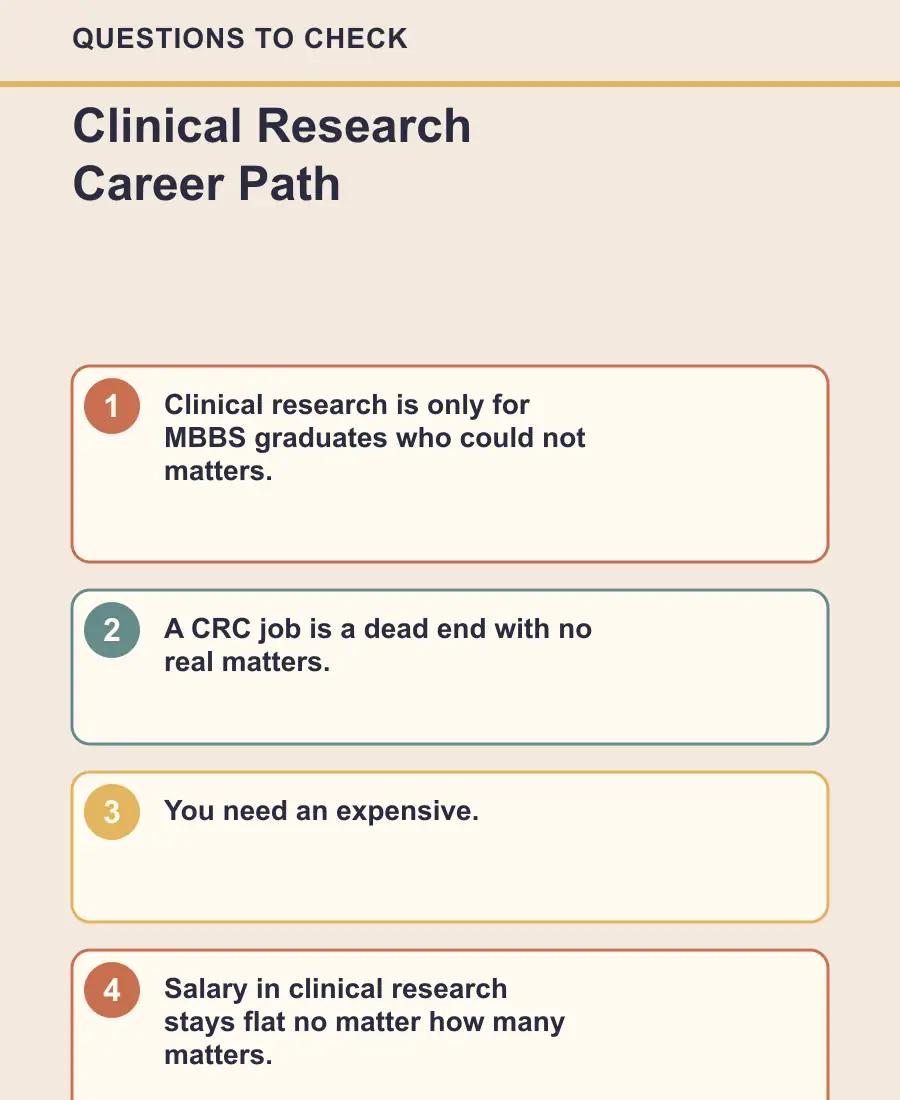 QUESTIONS TO CHECK
Clinical Research
Career Path
1
Clinical research is only for
MBBS graduates who could not
matters.
2
A CRC job is a dead end with no
real matters.
3
You need an expensive.
4
Salary in clinical research
stays flat no matter how many
matters.